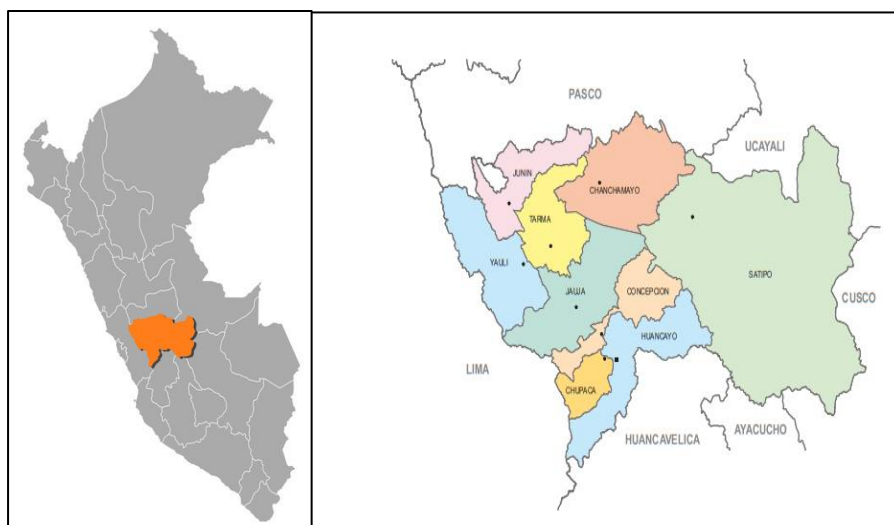 PASCO
UCAYALI
JUNIN
CHANCHAMAYO
TARMA
YAULI
SATIPO
JAUJA
CONCEPCION
CUSCO
HUANCAYO
LIMA
CHUPACA
AYACUCHO
HUANCAVELICA